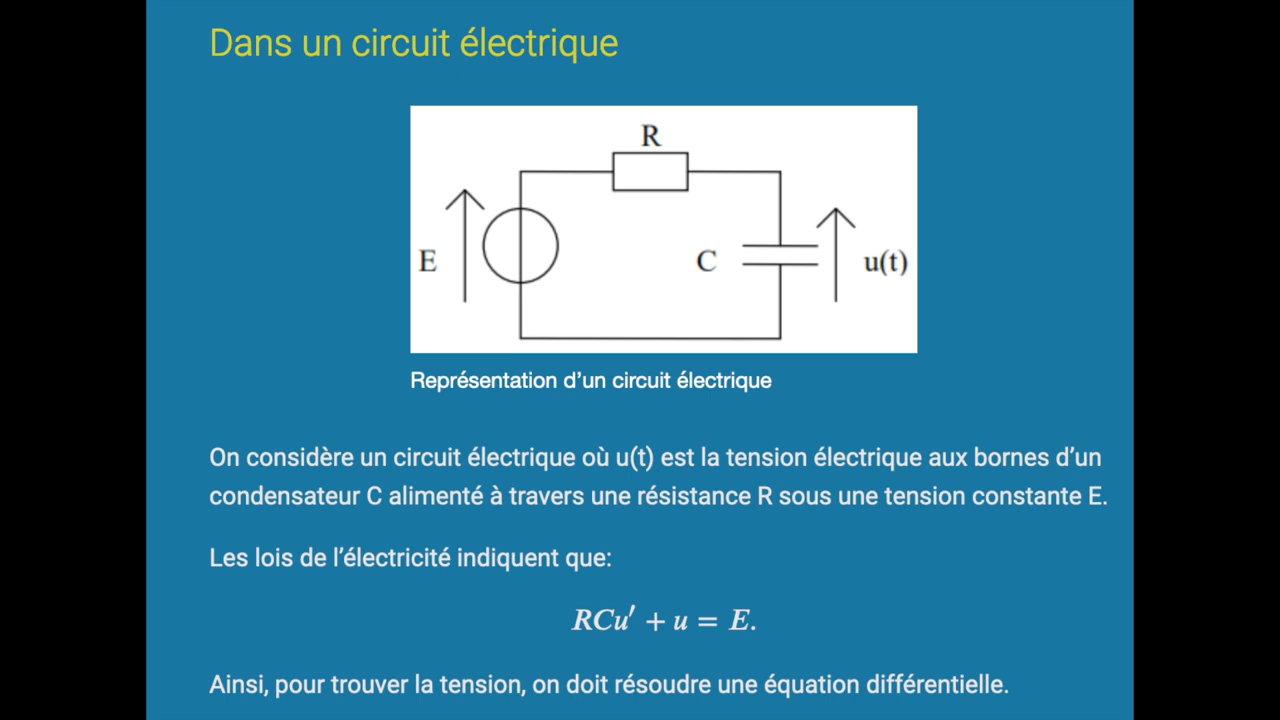 Dans un circuit électrique
R
E
C
u(t)
Représentation d’un circuit électrique
On considère un circuit électrique où u(t) est la tension électrique aux bornes d’un
condensateur C alimenté à travers une résistance R sous une tension constante E.
Les lois de l’électricité indiquent que:
RCu′ + u = E.
Ainsi, pour trouver la tension, on doit résoudre une équation différentielle.